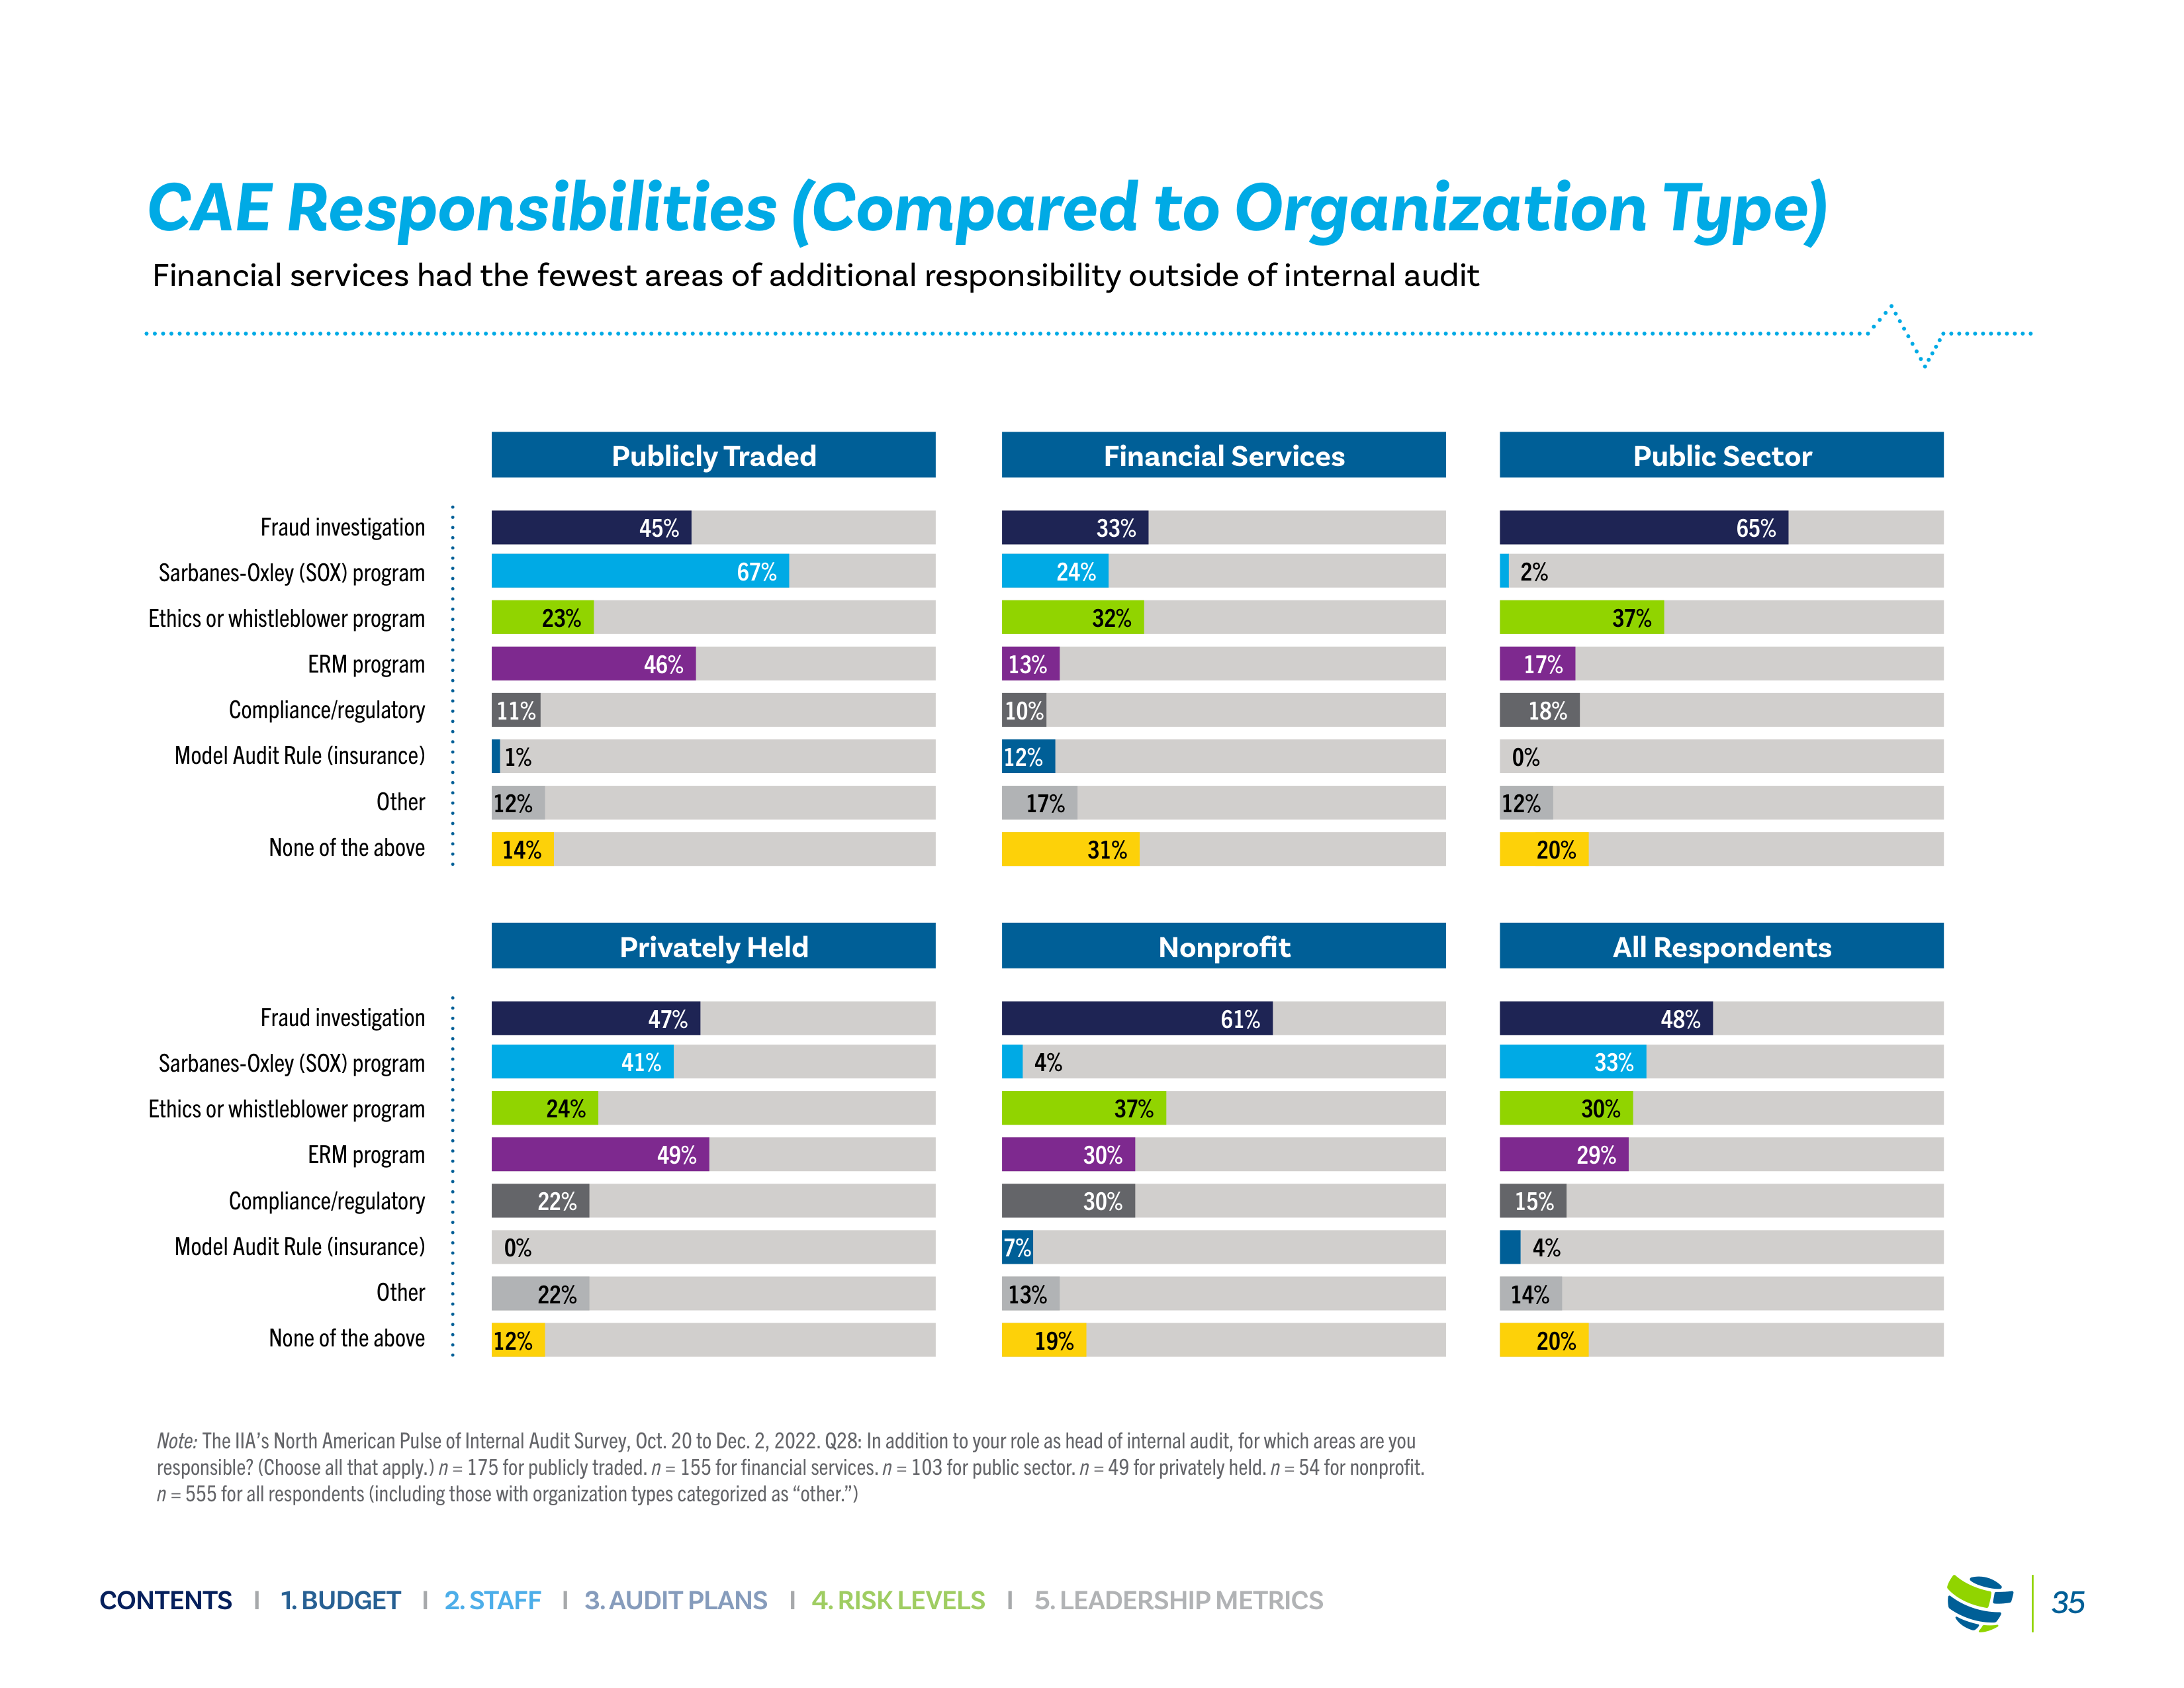 CAE Responsibilities (Compared to Organization Type)
Financial services had the fewest areas of additional responsibility outside of internal audit
Publicly Traded
Financial Services
Public Sector
Fraud investigation 45% 33% 65%
Sarbanes-Oxley (SOX) program 67% 24% 2%
Ethics or whistleblower program 23% 32% 37%
ERM program 46% 13% 17%
Compliance/regulatory 11% 10% 18%
Model Audit Rule (insurance) 1% 12% 0%
Other 12% 17% 12%
None of the above 14% 31% 20%
Privately Held
Nonprofit
All Respondents
Fraud investigation 47% 61% 48%
Sarbanes-Oxley (SOX) program 41% 4% 33%
Ethics or whistleblower program 24% 37% 30%
ERM program 49% 30% 29%
Compliance/regulatory 22% 30% 15%
Model Audit Rule (insurance) 0% 7% 4%
Other 22% 13% 14%
None of the above 12% 19% 20%
Note: The IIA's North American Pulse of Internal Audit Survey, Oct. 20 to Dec. 2, 2022. Q28: In addition to your role as head of internal audit, for which areas are you
responsible? (Choose all that apply.) n = 175 for publicly traded. n = 155 for financial services. n = 103 for public sector. n = 49 for privately held. n = 54 for nonprofit.
n = 555 for all respondents (including those with organization types categorized as “other.”)
CONTENTS | 1. BUDGET | 2. STAFF | 3. AUDIT PLANS | 4. RISK LEVELS | 5. LEADERSHIP METRICS
35